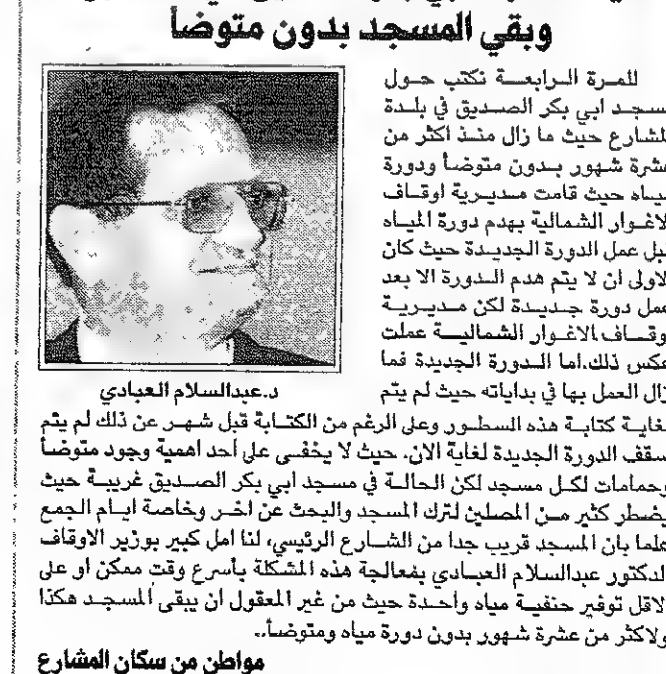 وبقي المسجد بدون متوضأ
للمرة الرابعة نكتب حول
مسجد ابي بكر الصديق في بلدة
المشارع حيث ما زال منذ اكثر من
عشرة شهور بدون متوضأ ودورة
مياه حيث قامت مديرية اوقاف
الاغوار الشمالية بهدم دورة المياه
قبل عمل الدورة الجديدة حيث كان
الاولى ان لا يتم هدم الدورة الا بعد
عمل دورة جديدة لكن مديرية
اوقاف الاغوار الشمالية عملت
عكس ذلك.اما الدورة الجديدة فما
زال العمل بها في بداياته حيث لم يتم
د.عبدالسلام العبادي
لغاية كتابة هذه السطور وعلى الرغم من الكتابة قبل شهر عن ذلك لم يتم
سقف الدورة الجديدة لغاية الان. حيث لا يخفى على أحد اهمية وجود متوضأ
وحمامات لكل مسجد لكن الحالة في مسجد ابي بكر الصديق غريبة حيث
يضطر كثير من المصلين لترك المسجد والبحث عن اخر وخاصة ايام الجمع
علما بان المسجد قريب جدا من الشارع الرئيسي، لنا امل كبير بوزير الاوقاف
الدكتور عبدالسلام العبادي بمعالجة هذه المشكلة بأسرع وقت ممكن او على
الاقل توفير حنفية مياه واحدة حيث من غير المعقول ان يبقى المسجد هكذا
ولاكثر من عشرة شهور بدون دورة مياه ومتوضأ..
مواطن من سكان المشارع